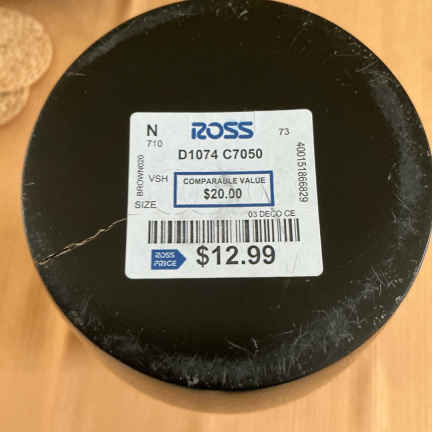 N ROSS 73
710
D1074 C7050
400151866829
BROWN020
VSH
COMPARABLE VALUE
$20.00
SIZE
03 DECO CE
ROSS PRICE
$12.99